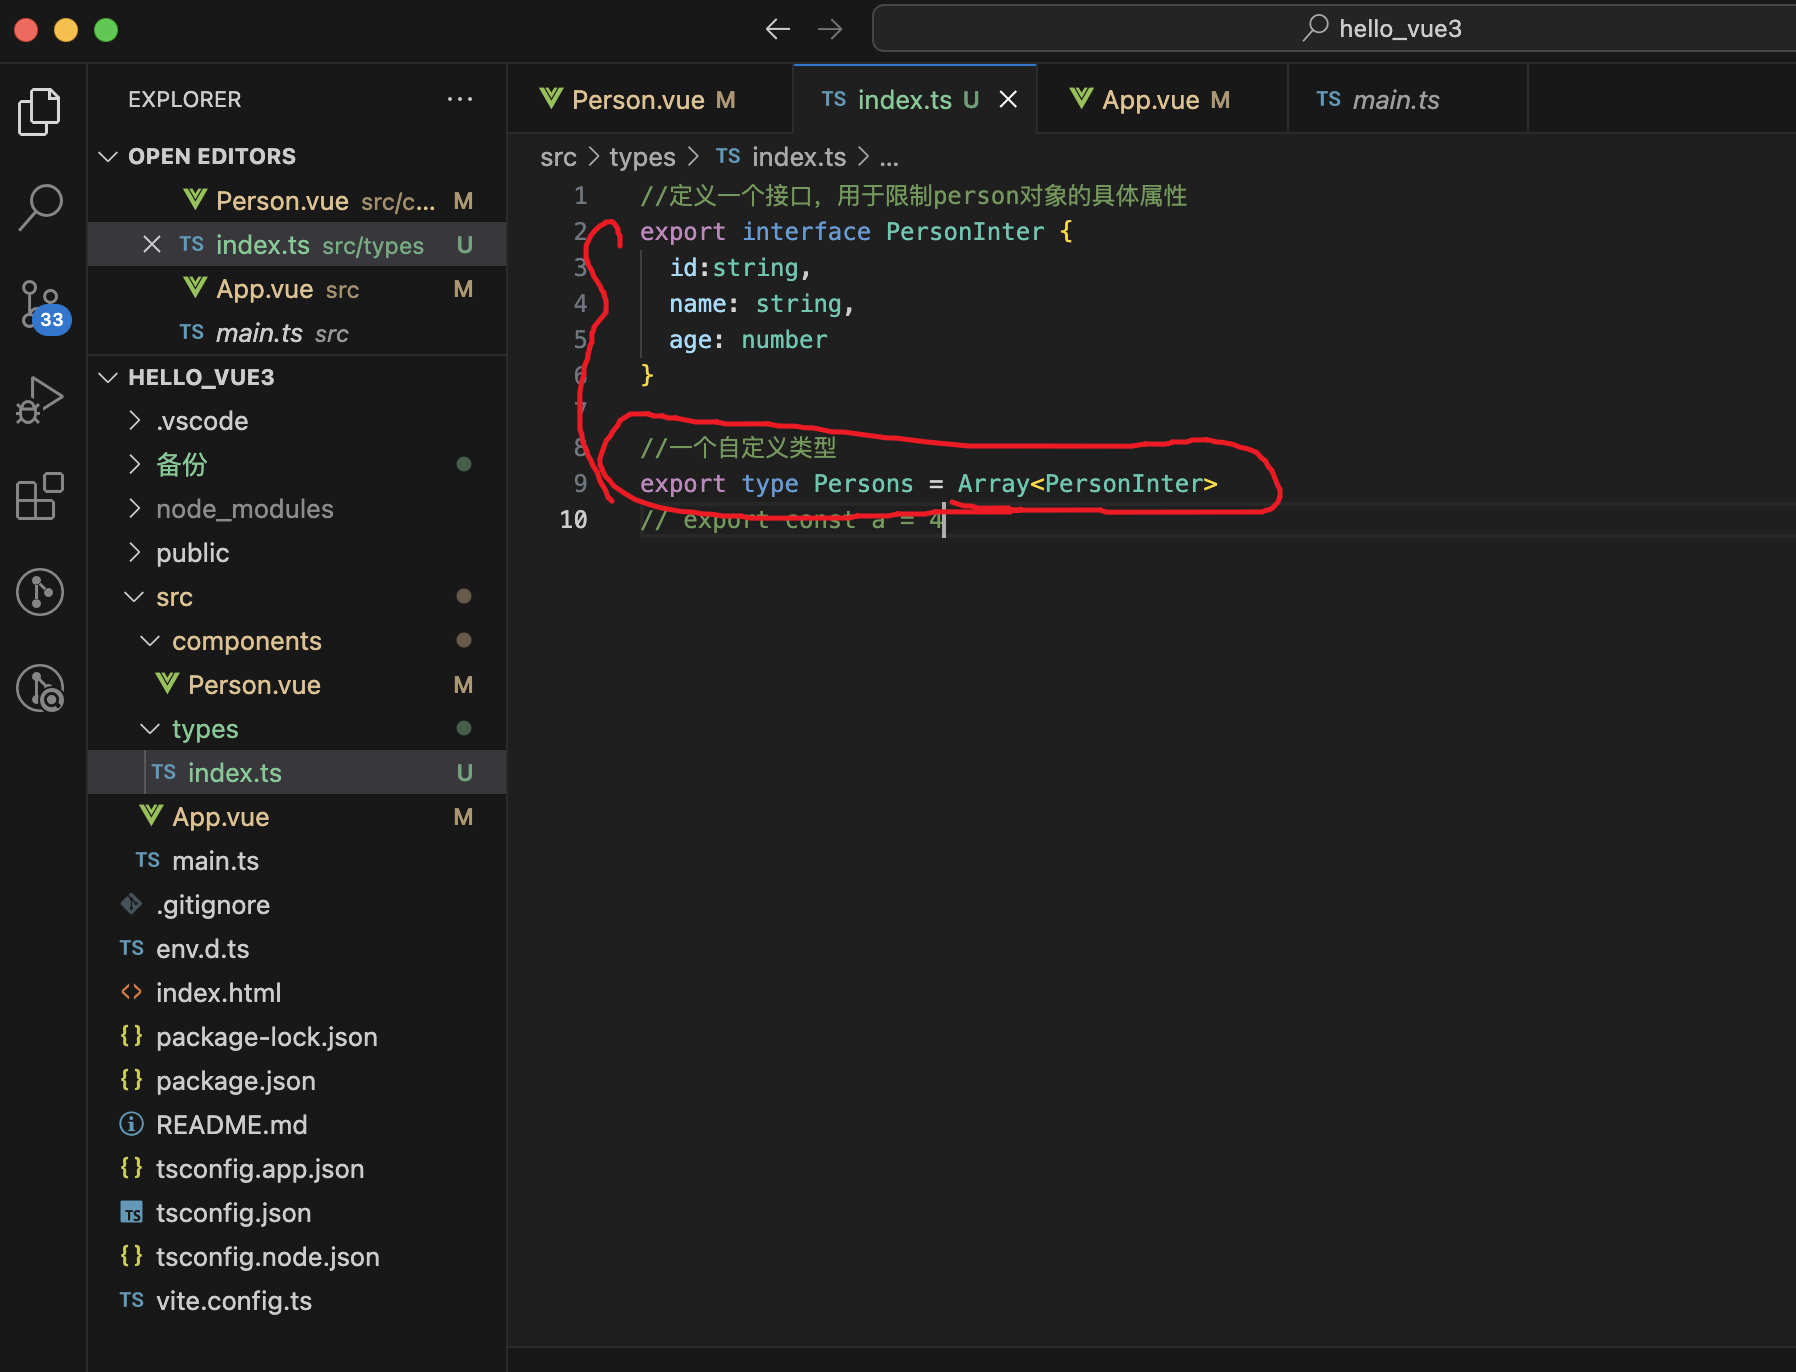 hello_vue3
EXPLORER
Person.vue M
TS index.ts U
App.vue M
TS main.ts
OPEN EDITORS
src > types > TS index.ts > ...
Person.vue src/c... M
TS index.ts src/types U
App.vue src M
TS main.ts src
33
HELLO_VUE3
.vscode
备份
node_modules
public
src
components
Person.vue M
types
TS index.ts U
App.vue M
TS main.ts
.gitignore
TS env.d.ts
<> index.html
{} package-lock.json
{} package.json
README.md
{} tsconfig.app.json
TS tsconfig.json
{} tsconfig.node.json
TS vite.config.ts
1 //定义一个接口，用于限制person对象的具体属性
2 export interface PersonInter {
3 id:string,
4 name: string,
5 age: number
6 }
7
8 //一个自定义类型
9 export type Persons = Array<PersonInter>
10 // export const a = 4